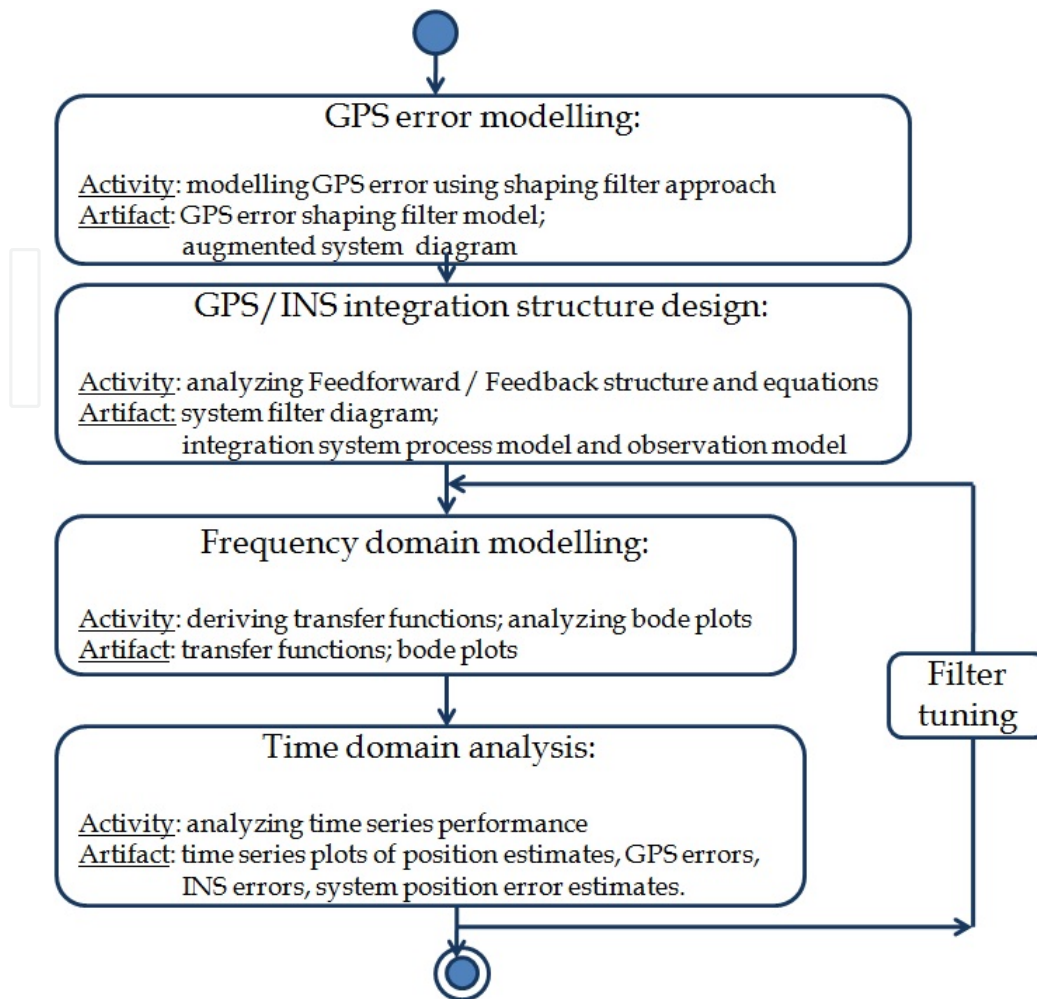 GPS error modelling:
Activity: modelling GPS error using shaping filter approach
Artifact: GPS error shaping filter model;
augmented system diagram
GPS/INS integration structure design:
Activity: analyzing Feedforward / Feedback structure and equations
Artifact: system filter diagram;
integration system process model and observation model
Frequency domain modelling:
Activity: deriving transfer functions; analyzing bode plots
Artifact: transfer functions; bode plots
Filter
tuning
Time domain analysis:
Activity: analyzing time series performance
Artifact: time series plots of position estimates, GPS errors,
INS errors, system position error estimates.